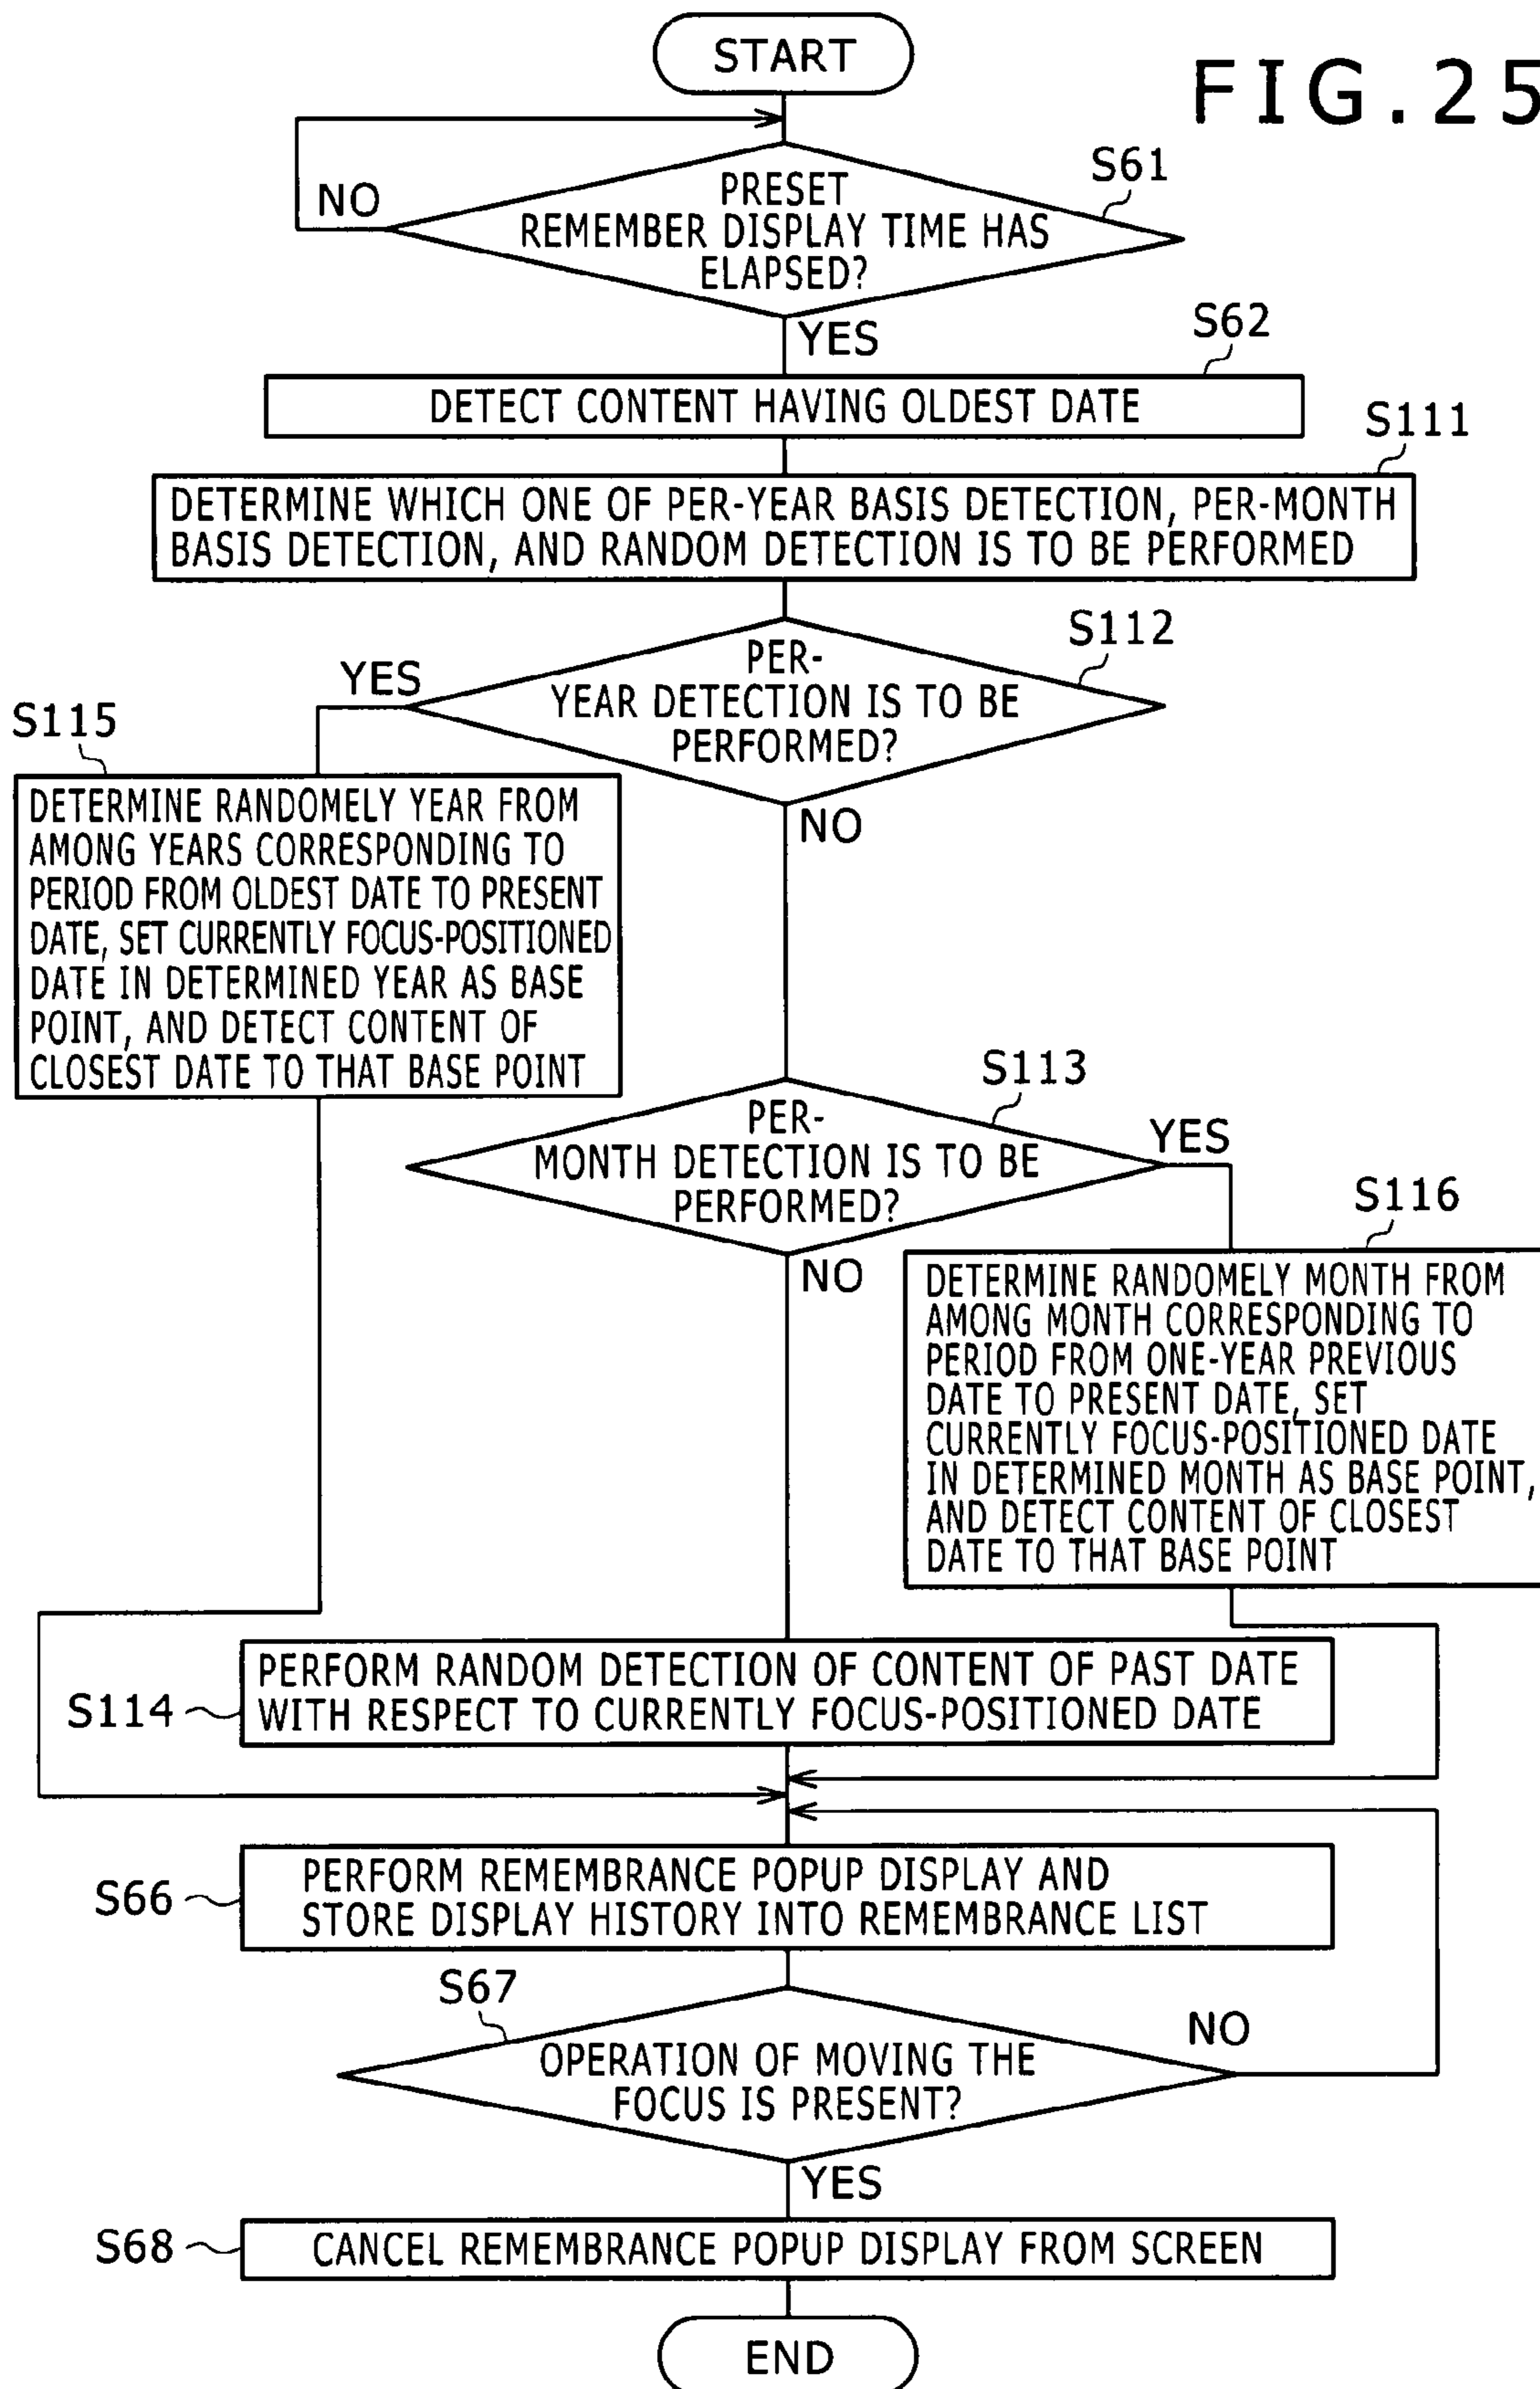 START
FIG.25
NO
S61
PRESET
REMEMBER DISPLAY TIME HAS
ELAPSED?
YES
S62
DETECT CONTENT HAVING OLDEST DATE
S111
DETERMINE WHICH ONE OF PER-YEAR BASIS DETECTION, PER-MONTH
BASIS DETECTION, AND RANDOM DETECTION IS TO BE PERFORMED
S112
YES
PER-
YEAR DETECTION IS TO BE
PERFORMED?
S115
NO
DETERMINE RANDOMELY YEAR FROM
AMONG YEARS CORRESPONDING TO
PERIOD FROM OLDEST DATE TO PRESENT
DATE, SET CURRENTLY FOCUS-POSITIONED
DATE IN DETERMINED YEAR AS BASE
POINT, AND DETECT CONTENT OF
CLOSEST DATE TO THAT BASE POINT
S113
PER-
MONTH DETECTION IS TO BE
PERFORMED?
YES
S116
NO
DETERMINE RANDOMELY MONTH FROM
AMONG MONTH CORRESPONDING TO
PERIOD FROM ONE-YEAR PREVIOUS
DATE TO PRESENT DATE, SET
CURRENTLY FOCUS-POSITIONED DATE
IN DETERMINED MONTH AS BASE POINT,
AND DETECT CONTENT OF CLOSEST
DATE TO THAT BASE POINT
S114
PERFORM RANDOM DETECTION OF CONTENT OF PAST DATE
WITH RESPECT TO CURRENTLY FOCUS-POSITIONED DATE
S66
PERFORM REMEMBRANCE POPUP DISPLAY AND
STORE DISPLAY HISTORY INTO REMEMBRANCE LIST
S67
NO
OPERATION OF MOVING THE
FOCUS IS PRESENT?
YES
S68
CANCEL REMEMBRANCE POPUP DISPLAY FROM SCREEN
END